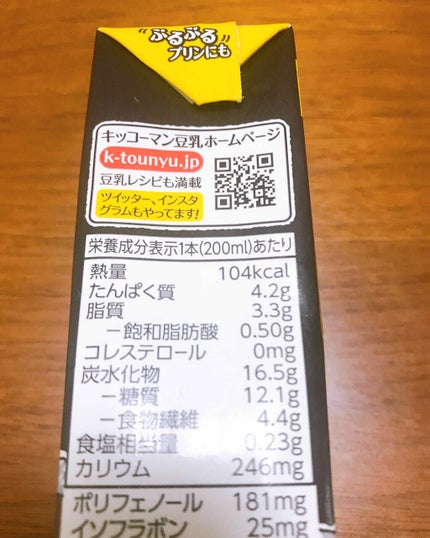 "ぷるぷる"
プリンにも
キッコーマン豆乳ホームページ
k-tounyu.jp
豆乳レシピも満載
ツイッター、インスタ
グラムもやってます!
栄養成分表示1本(200ml)あたり
熱量 104kcal
たんぱく質 4.2g
脂質 3.3g
－飽和脂肪酸 0.50g
コレステロール 0mg
炭水化物 16.5g
－糖質 12.1g
－食物繊維 4.4g
食塩相当量 0.23g
カリウム 246mg
ポリフェノール 181mg
イソフラボン 25mg